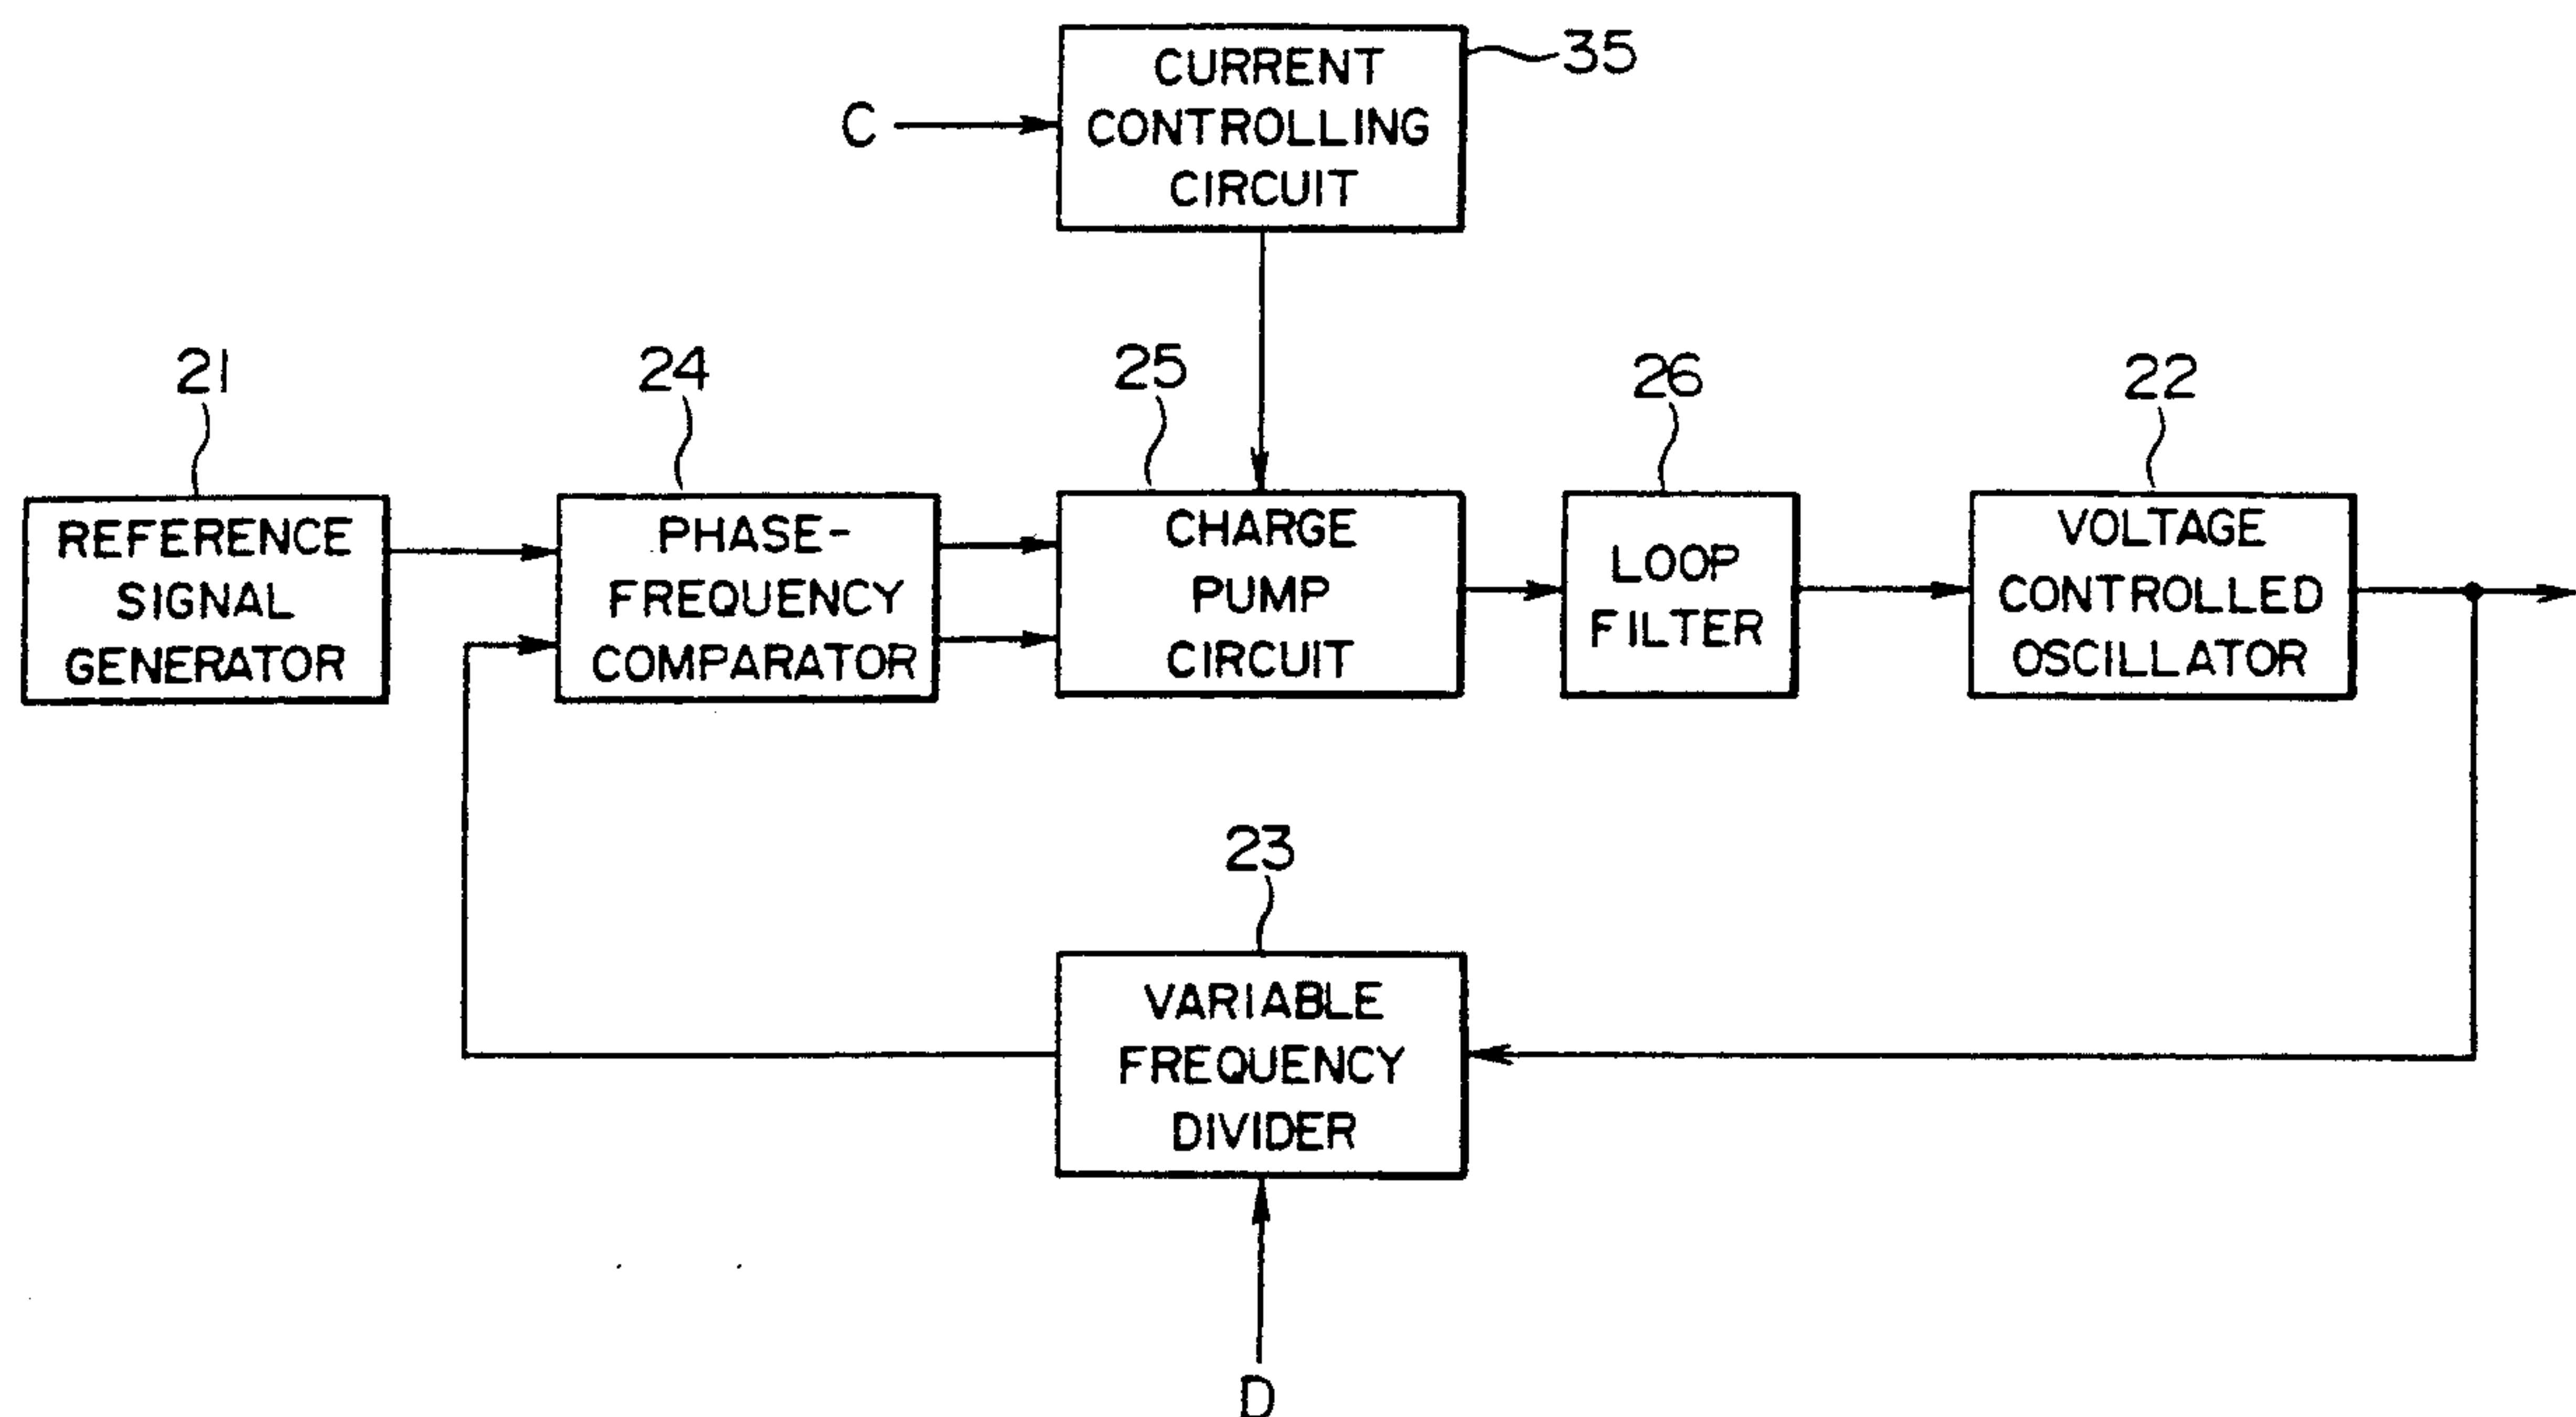 CURRENT
CONTROLLING
CIRCUIT
35
C
21
24
25
26
22
REFERENCE
SIGNAL
GENERATOR
PHASE-
FREQUENCY
COMPARATOR
CHARGE
PUMP
CIRCUIT
LOOP
FILTER
VOLTAGE
CONTROLLED
OSCILLATOR
23
VARIABLE
FREQUENCY
DIVIDER
D